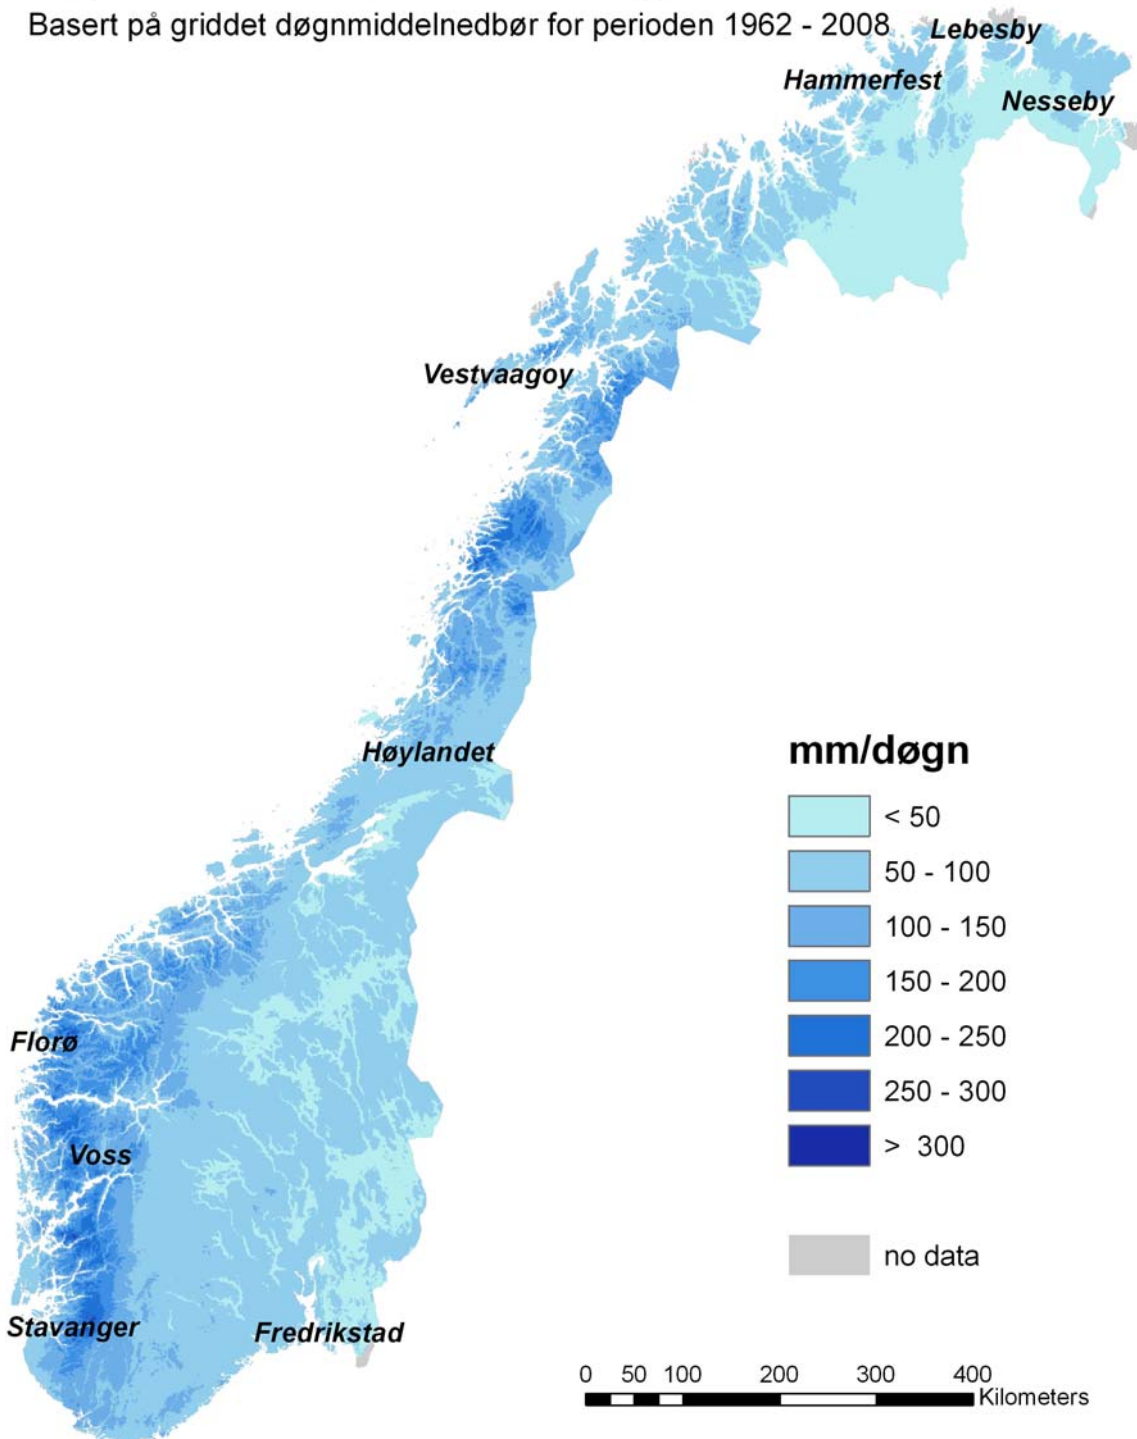 Basert på griddet døgnmiddelnedbør for perioden 1962 - 2008
Lebesby
Hammerfest
Nesseby
Vestvaagoy
Høylandet
mm/døgn
< 50
50 - 100
100 - 150
150 - 200
200 - 250
250 - 300
> 300
no data
Florø
Voss
Stavanger
Fredrikstad
0 50 100 200 300 400
Kilometers